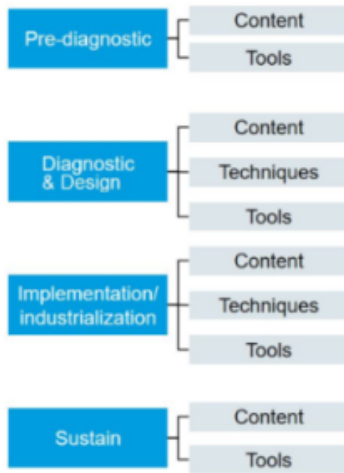 Pre-diagnostic
Content
Tools
Diagnostic
& Design
Content
Techniques
Tools
Implementation/
industrialization
Content
Techniques
Tools
Sustain
Content
Tools